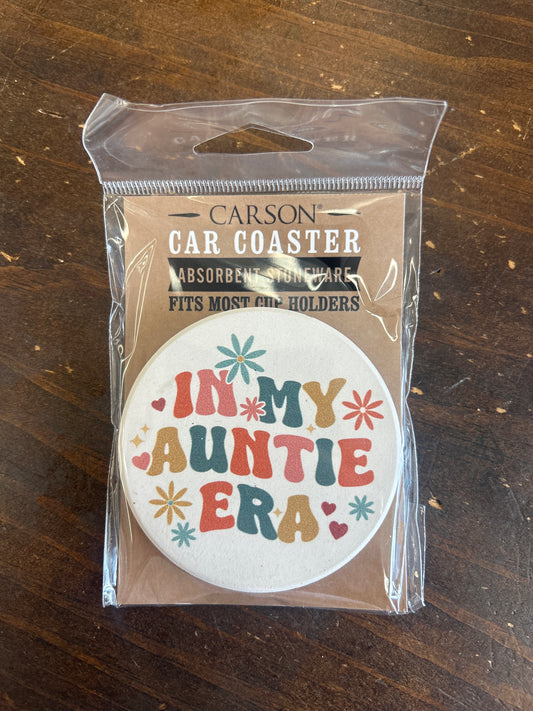 CARSON®
CAR COASTER
ABSORBENT STONEWARE
FITS MOST CUP HOLDERS
IN MY
AUNTIE
ERA